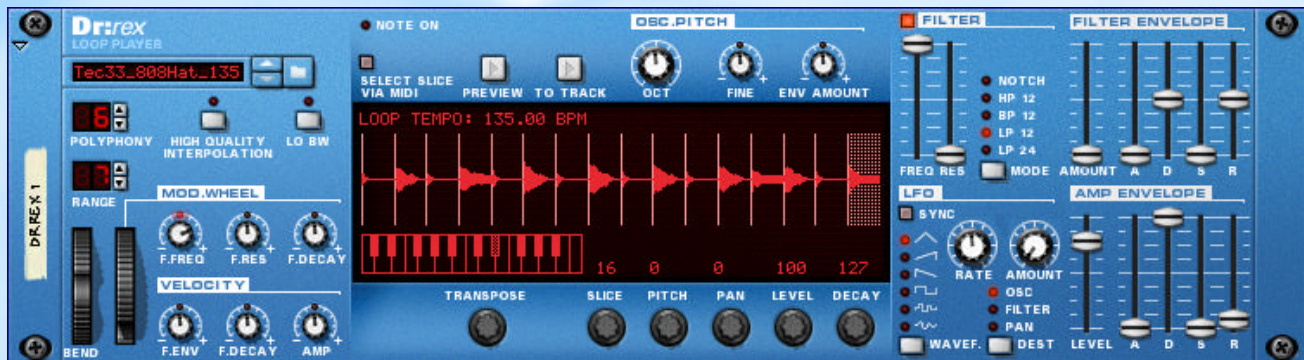 Dr:rex
LOOP PLAYER
Tec33_808Hat_135
6
POLYPHONY
HIGH QUALITY
INTERPOLATION
LO BW
7
RANGE
DR.REX 1
BEND
MOD.WHEEL
F.FREQ F.RES F.DECAY
VELOCITY
F.ENV F.DECAY AMP
NOTE ON
SELECT SLICE
VIA MIDI
PREVIEW TO TRACK
OSC.PITCH
OCT FINE ENV AMOUNT
LOOP TEMPO: 135.00 BPM
16 0 0 100 127
TRANSPOSE SLICE PITCH PAN LEVEL DECAY
FILTER
NOTCH
HP 12
BP 12
LP 12
LP 24
FREQ RES MODE
FILTER ENVELOPE
AMOUNT A D S R
LFO
SYNC
RATE AMOUNT
OSC
FILTER
PAN
WAVEF. DEST
AMP ENVELOPE
LEVEL A D S R